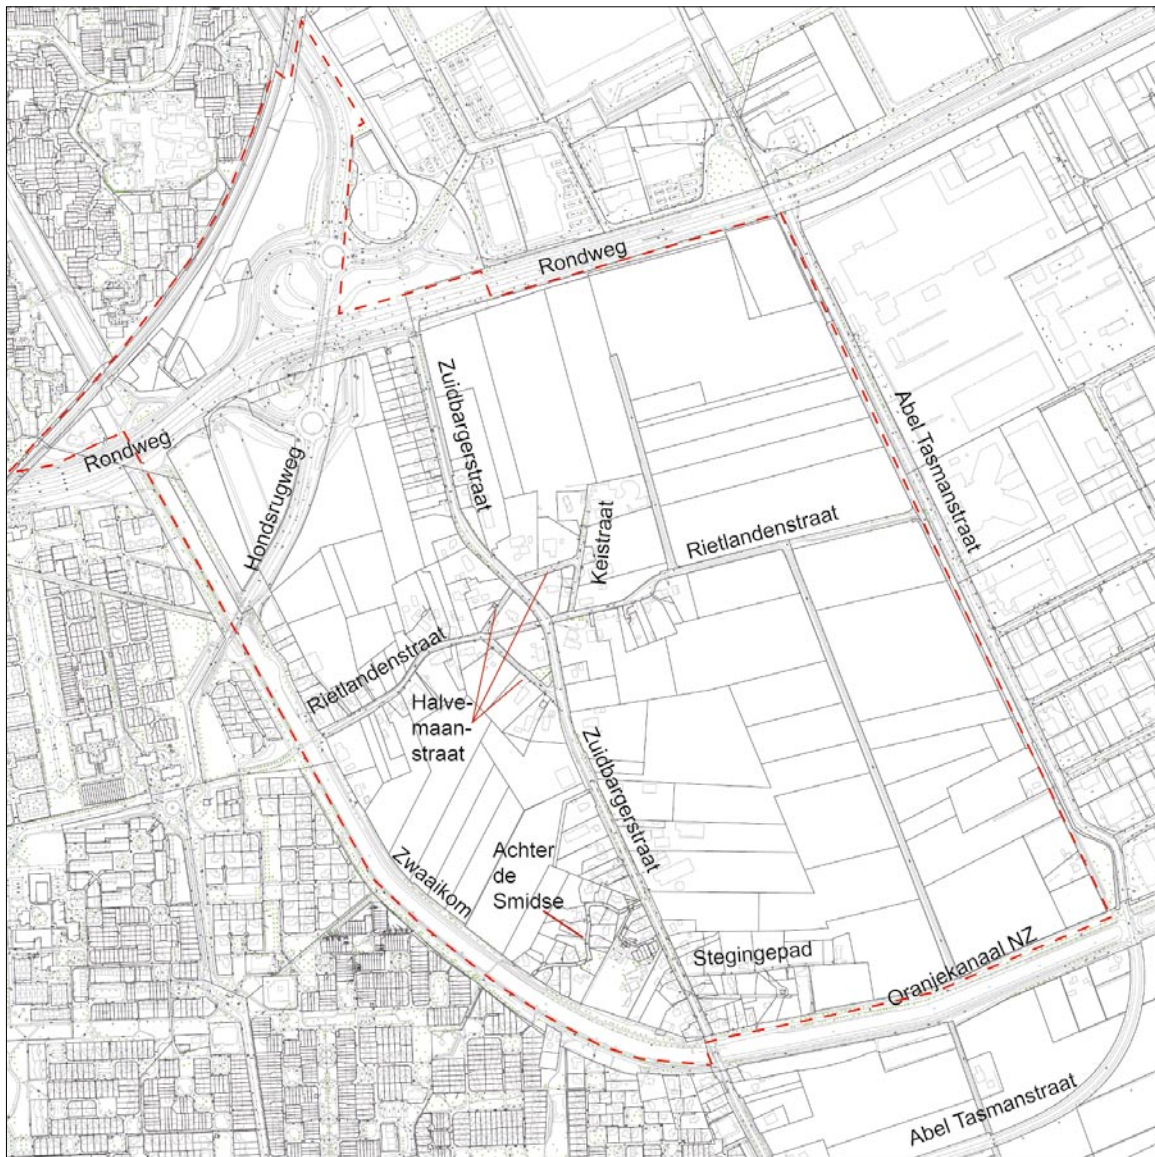 Rondweg
Rondweg
Zuidbargerstraat
Abel Tasmanstraat
Hondsrugweg
Keistraat
Rietlandenstraat
Rietlandenstraat
Halve-
maan-
straat
Zuidbargerstraat
Zwaaikom
Achter
de
Smidse
Stegingepad
Oranjekanaal NZ
Abel Tasmanstraat